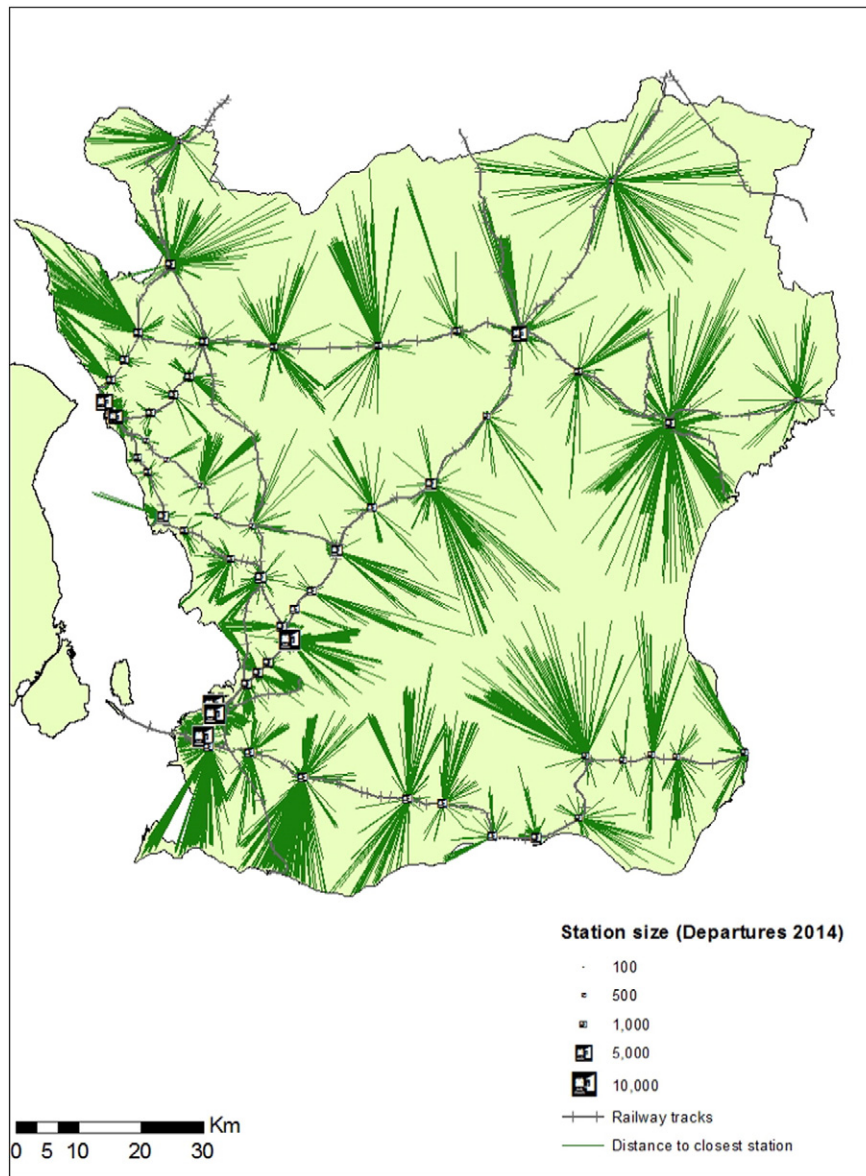 Station size (Departures 2014)
100
500
1,000
5,000
10,000
Railway tracks
Distance to closest station
Km
0 5 10 20 30